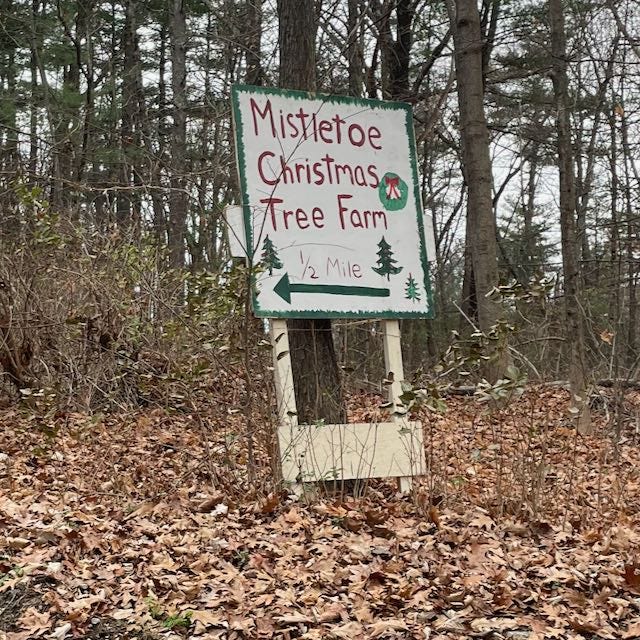 Mistletoe
Christmas
Tree Farm
1/2 Mile